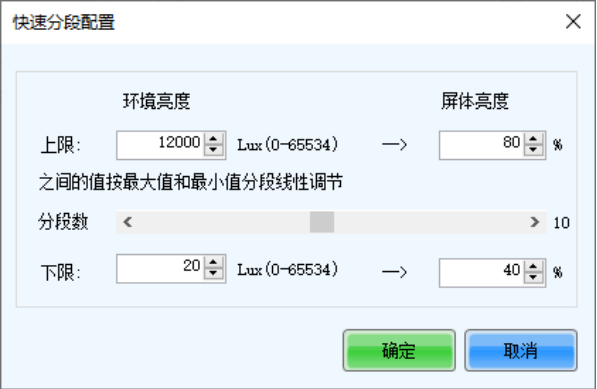 快速分段配置
环境亮度 屏体亮度
上限: 12000 Lux(0-65534) —> 80 %
之间的值按最大值和最小值分段线性调节
分段数 < > 10
下限: 20 Lux(0-65534) —> 40 %
确定 取消